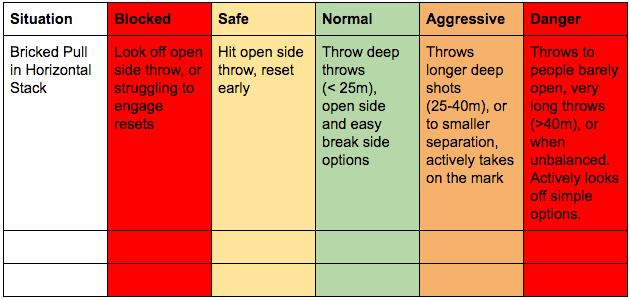 Situation Blocked Safe Normal Aggressive Danger
Bricked Pull
in Horizontal
Stack
Look off open
side throw, or
struggling to
engage
resets
Hit open side
throw, reset
early
Throw deep
throws
(< 25m),
open side
and easy
break side
options
Throws
longer deep
shots
(25-40m), or
to smaller
separation,
actively takes
on the mark
Throws to
people barely
open, very
long throws
(>40m), or
when
unbalanced.
Actively looks
off simple
options.